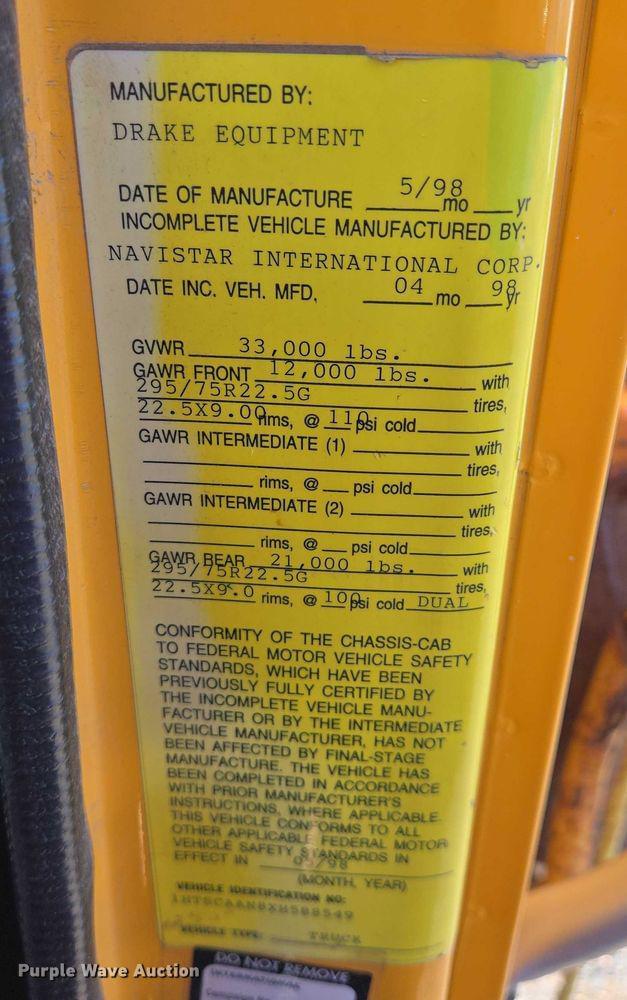 MANUFACTURED BY:
DRAKE EQUIPMENT
DATE OF MANUFACTURE 5/98 mo yr
INCOMPLETE VEHICLE MANUFACTURED BY:
NAVISTAR INTERNATIONAL CORP.
DATE INC. VEH. MFD. 04 mo 98 yr
GVWR 33,000 lbs.
GAWR FRONT 12,000 lbs. with
295/75R22.5G tires,
22.5X9.00 rims, @ 110 psi cold
GAWR INTERMEDIATE (1) with
tires,
rims, @ psi cold
GAWR INTERMEDIATE (2) with
tires,
rims, @ psi cold
GAWR REAR 21,000 lbs. with
295/75R22.5G tires,
22.5X9.0 rims, @ 100 psi cold DUAL
CONFORMITY OF THE CHASSIS-CAB
TO FEDERAL MOTOR VEHICLE SAFETY
STANDARDS, WHICH HAVE BEEN
PREVIOUSLY FULLY CERTIFIED BY
THE INCOMPLETE VEHICLE MANU-
FACTURER OR BY THE INTERMEDIATE
VEHICLE MANUFACTURER, HAS NOT
BEEN AFFECTED BY FINAL-STAGE
MANUFACTURE. THE VEHICLE HAS
BEEN COMPLETED IN ACCORDANCE
WITH PRIOR MANUFACTURER'S
INSTRUCTIONS, WHERE APPLICABLE.
THIS VEHICLE CONFORMS TO ALL
OTHER APPLICABLE FEDERAL MOTOR
VEHICLE SAFETY STANDARDS IN
EFFECT IN
(MONTH, YEAR)
VEHICLE IDENTIFICATION NO:
VEHICLE TYPE: TRUCK
DO NOT REMOVE
INTERNATIONAL
Purple Wave Auction